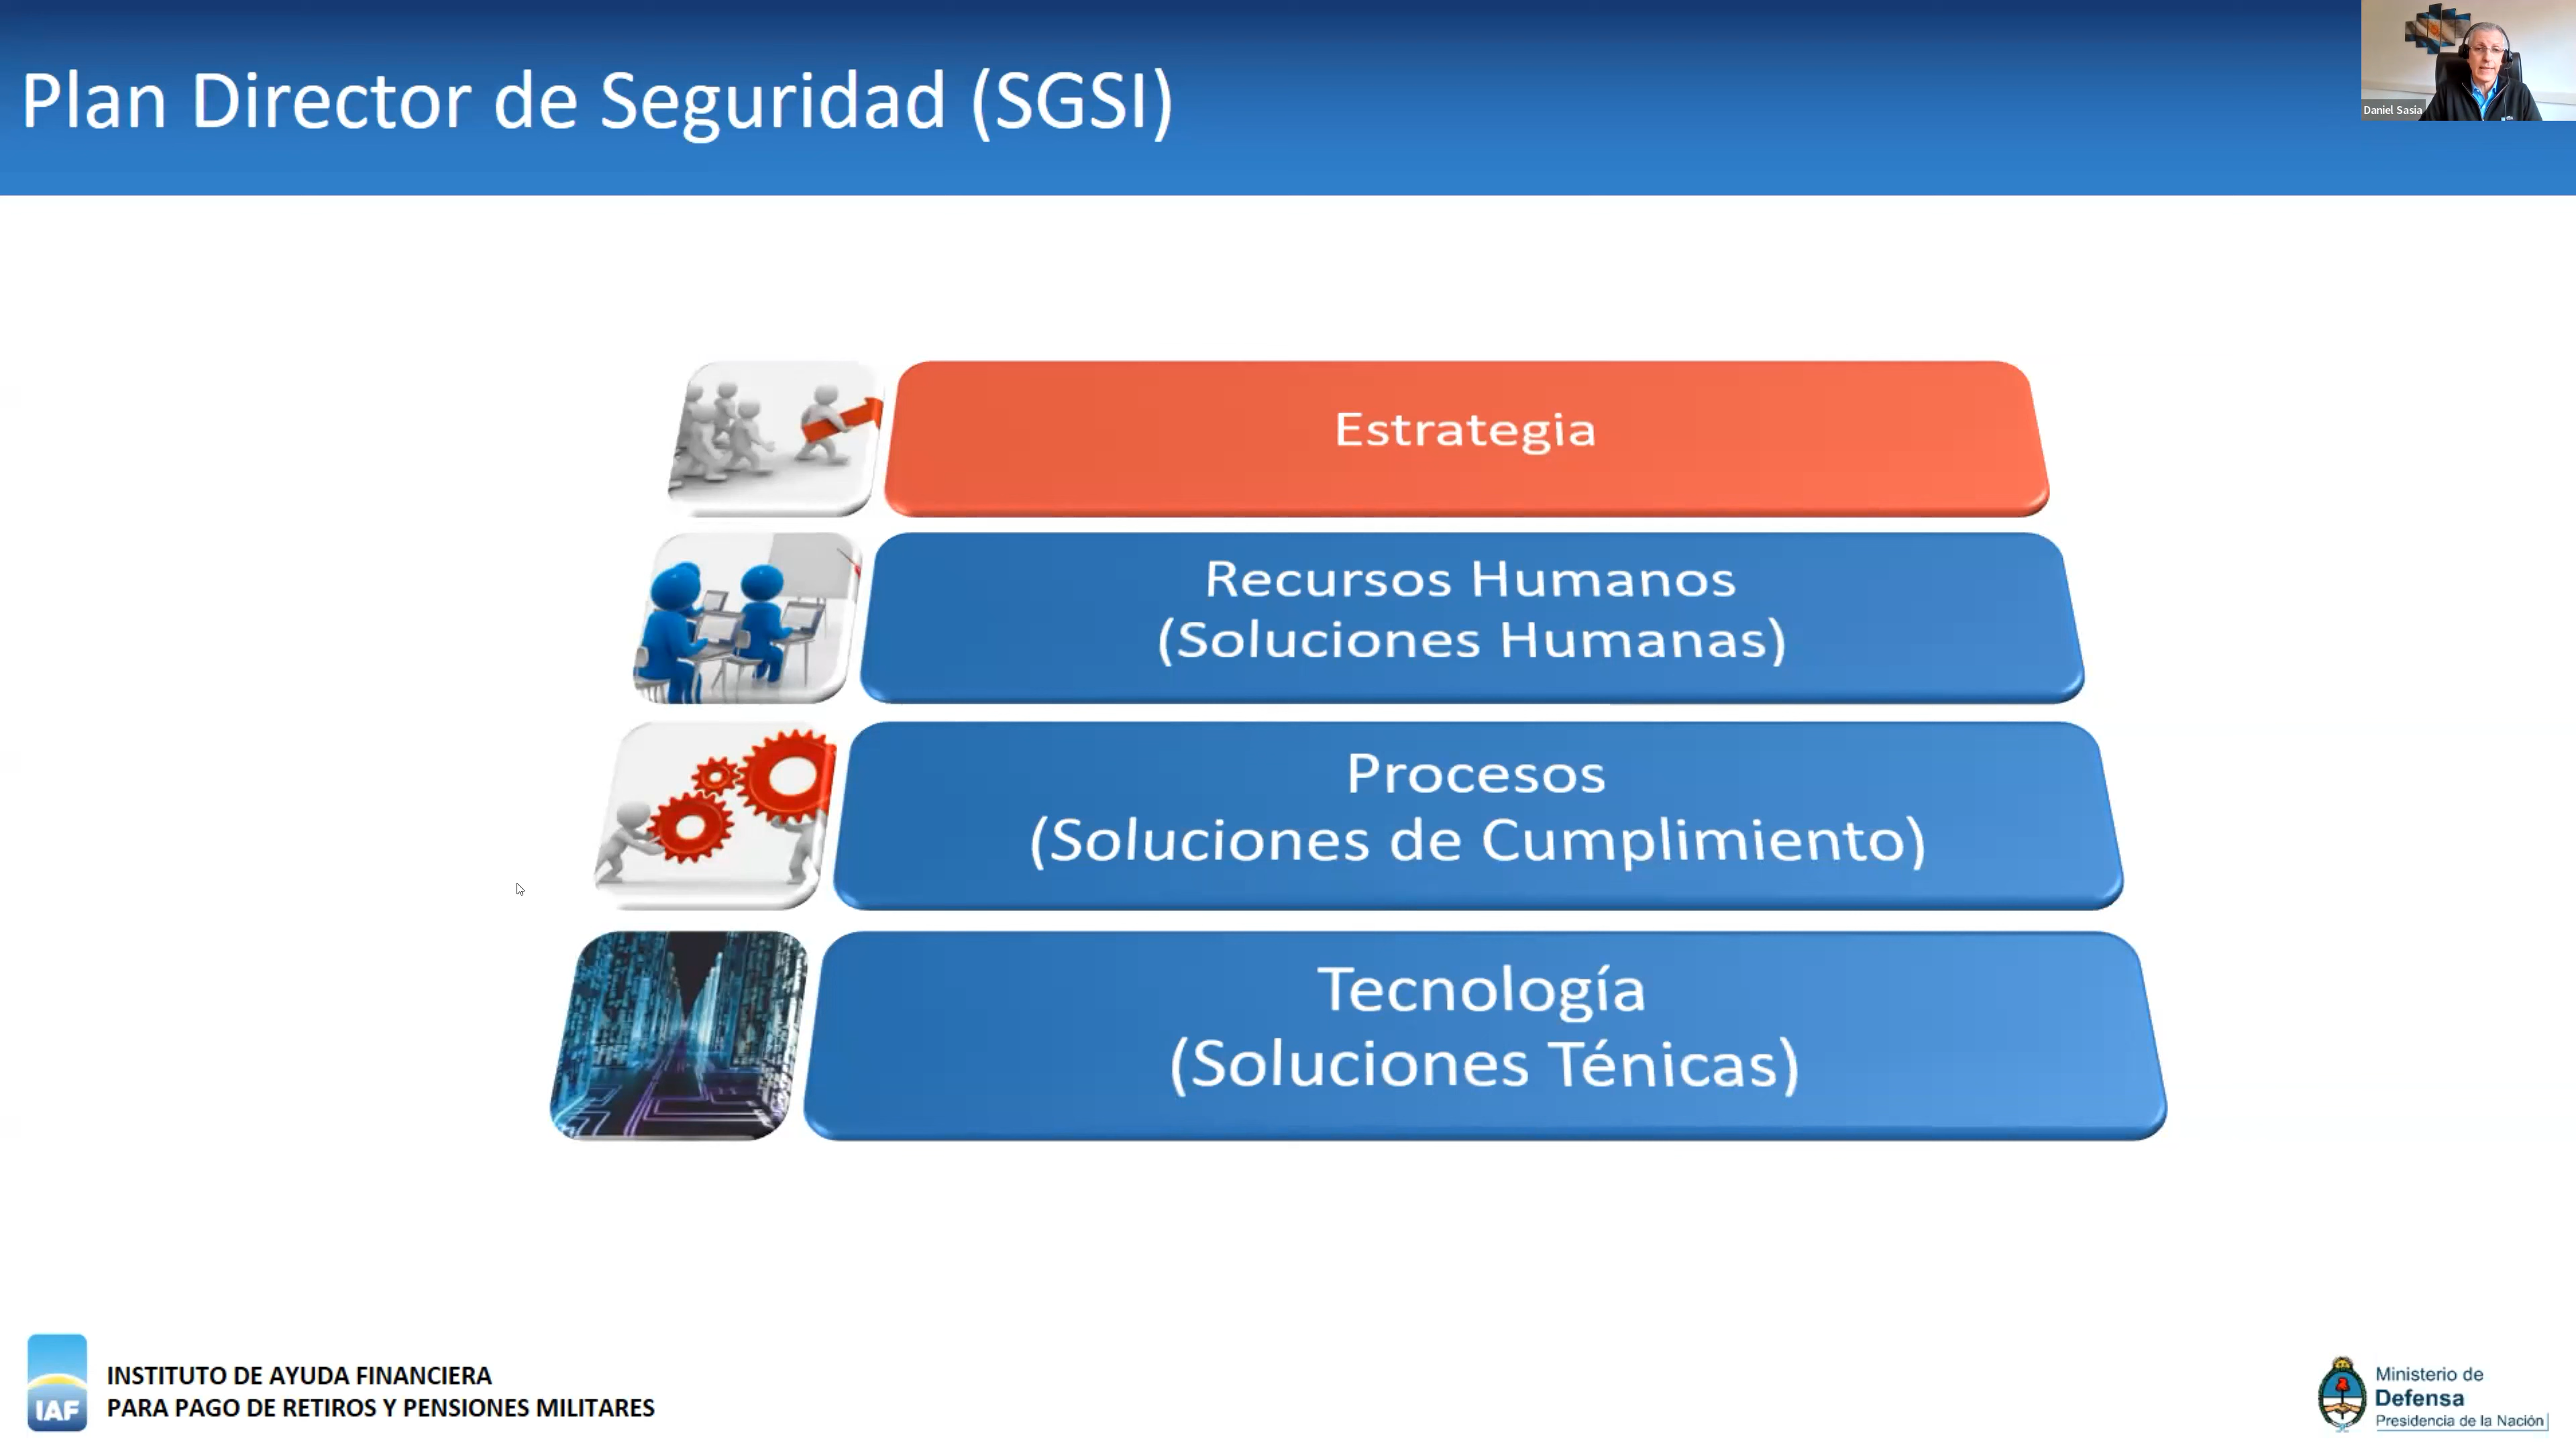 Plan Director de Seguridad (SGSI)
Daniel Sasia
Estrategia
Recursos Humanos
(Soluciones Humanas)
Procesos
(Soluciones de Cumplimiento)
Tecnología
(Soluciones Ténicas)
IAF
INSTITUTO DE AYUDA FINANCIERA
PARA PAGO DE RETIROS Y PENSIONES MILITARES
Ministerio de
Defensa
Presidencia de la Nación